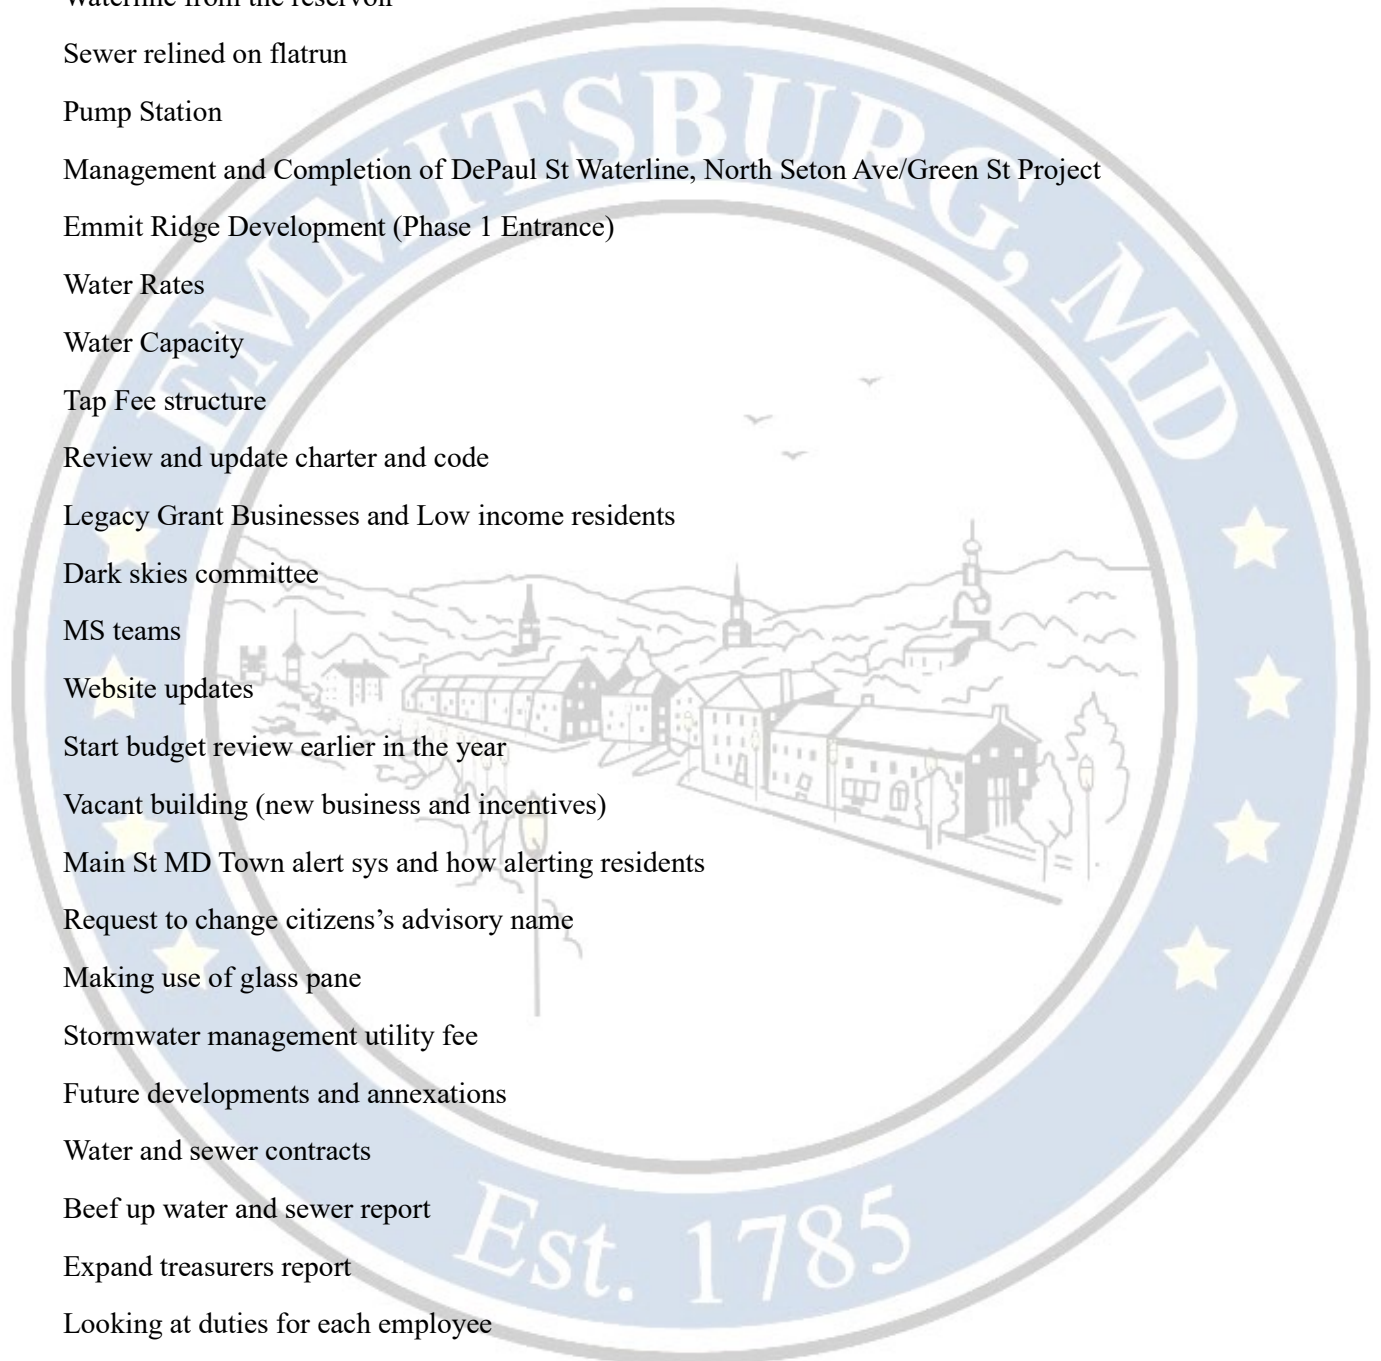 Waterline from the reservoir
Sewer relined on flatrun
Pump Station
Management and Completion of DePaul St Waterline, North Seton Ave/Green St Project
Emmit Ridge Development (Phase 1 Entrance)
Water Rates
Water Capacity
Tap Fee structure
Review and update charter and code
Legacy Grant Businesses and Low income residents
Dark skies committee
MS teams
Website updates
Start budget review earlier in the year
Vacant building (new business and incentives)
Main St MD Town alert sys and how alerting residents
Request to change citizens’s advisory name
Making use of glass pane
Stormwater management utility fee
Future developments and annexations
Water and sewer contracts
Beef up water and sewer report
Expand treasurers report
Looking at duties for each employee
EMMITSBURG, MD
Est. 1785